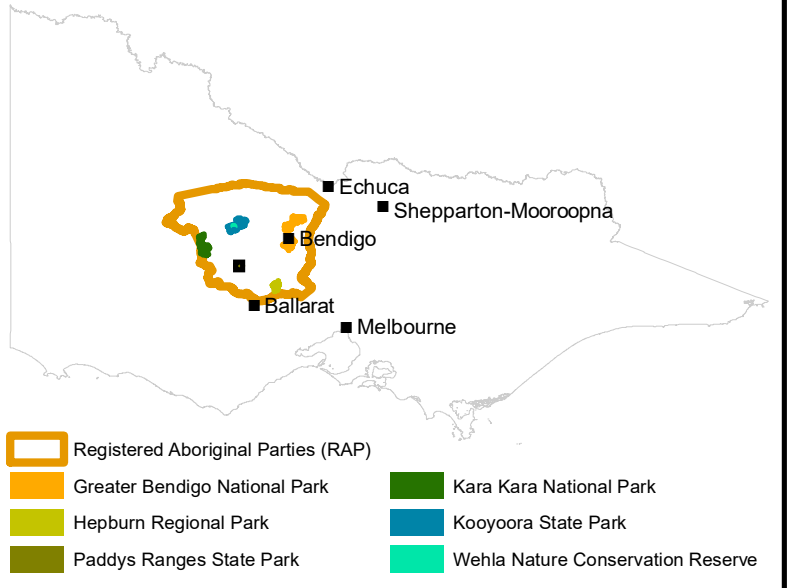 Echuca
Shepparton-Mooroopna
Bendigo
Ballarat
Melbourne
Registered Aboriginal Parties (RAP)
Greater Bendigo National Park
Kara Kara National Park
Hepburn Regional Park
Kooyoora State Park
Paddys Ranges State Park
Wehla Nature Conservation Reserve